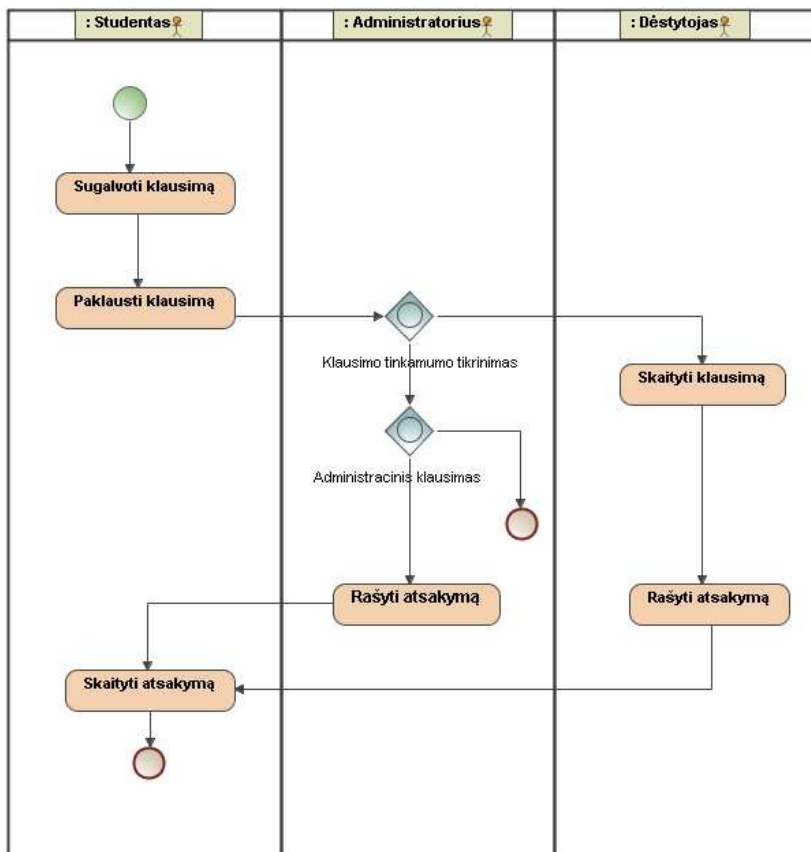 : Studentas
: Administratorius
: Dėstytojas
Sugalvoti klausimą
Paklausti klausimą
Klausimo tinkamumo tikrinimas
Skaityti klausimą
Administracinis klausimas
Rašyti atsakymą
Rašyti atsakymą
Skaityti atsakymą